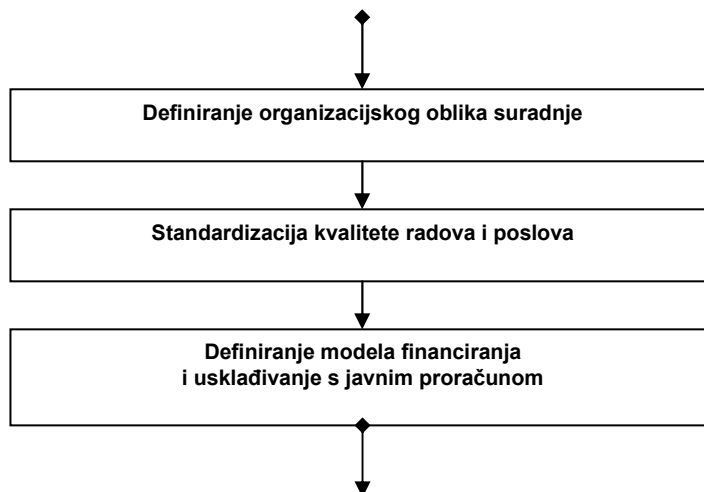 Definiranje organizacijskog oblika suradnje
Standardizacija kvalitete radova i poslova
Definiranje modela financiranja
i usklađivanje s javnim proračunom